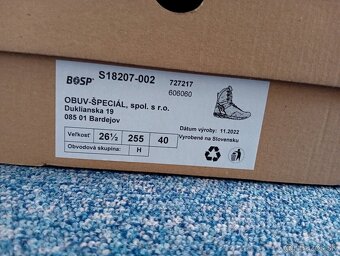 BOSP S18207-002
727217
606060
OBUV-ŠPECIÁL, spol. s r.o.
Duklianska 19
085 01 Bardejov
Dátum výroby: 11.2022
Vyrobené na Slovensku
Veľkosť 26½ 255 40
Obvodová skupina: H